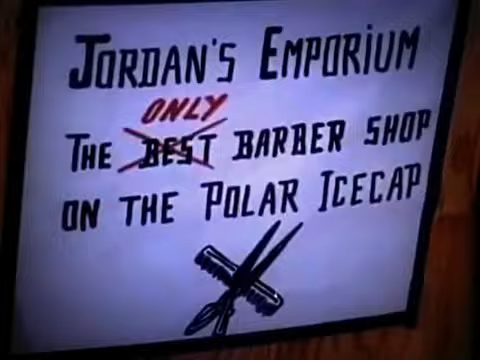 JORDAN'S EMPORIUM
ONLY
THE BEST BARBER SHOP
ON THE POLAR ICECAP